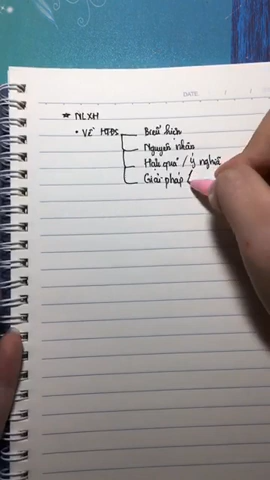 DATE / /
* NLXH
• Về HTĐS
Biểu hiện
Nguyên nhân
Hậu quả / Ý nghĩa
Giải pháp /